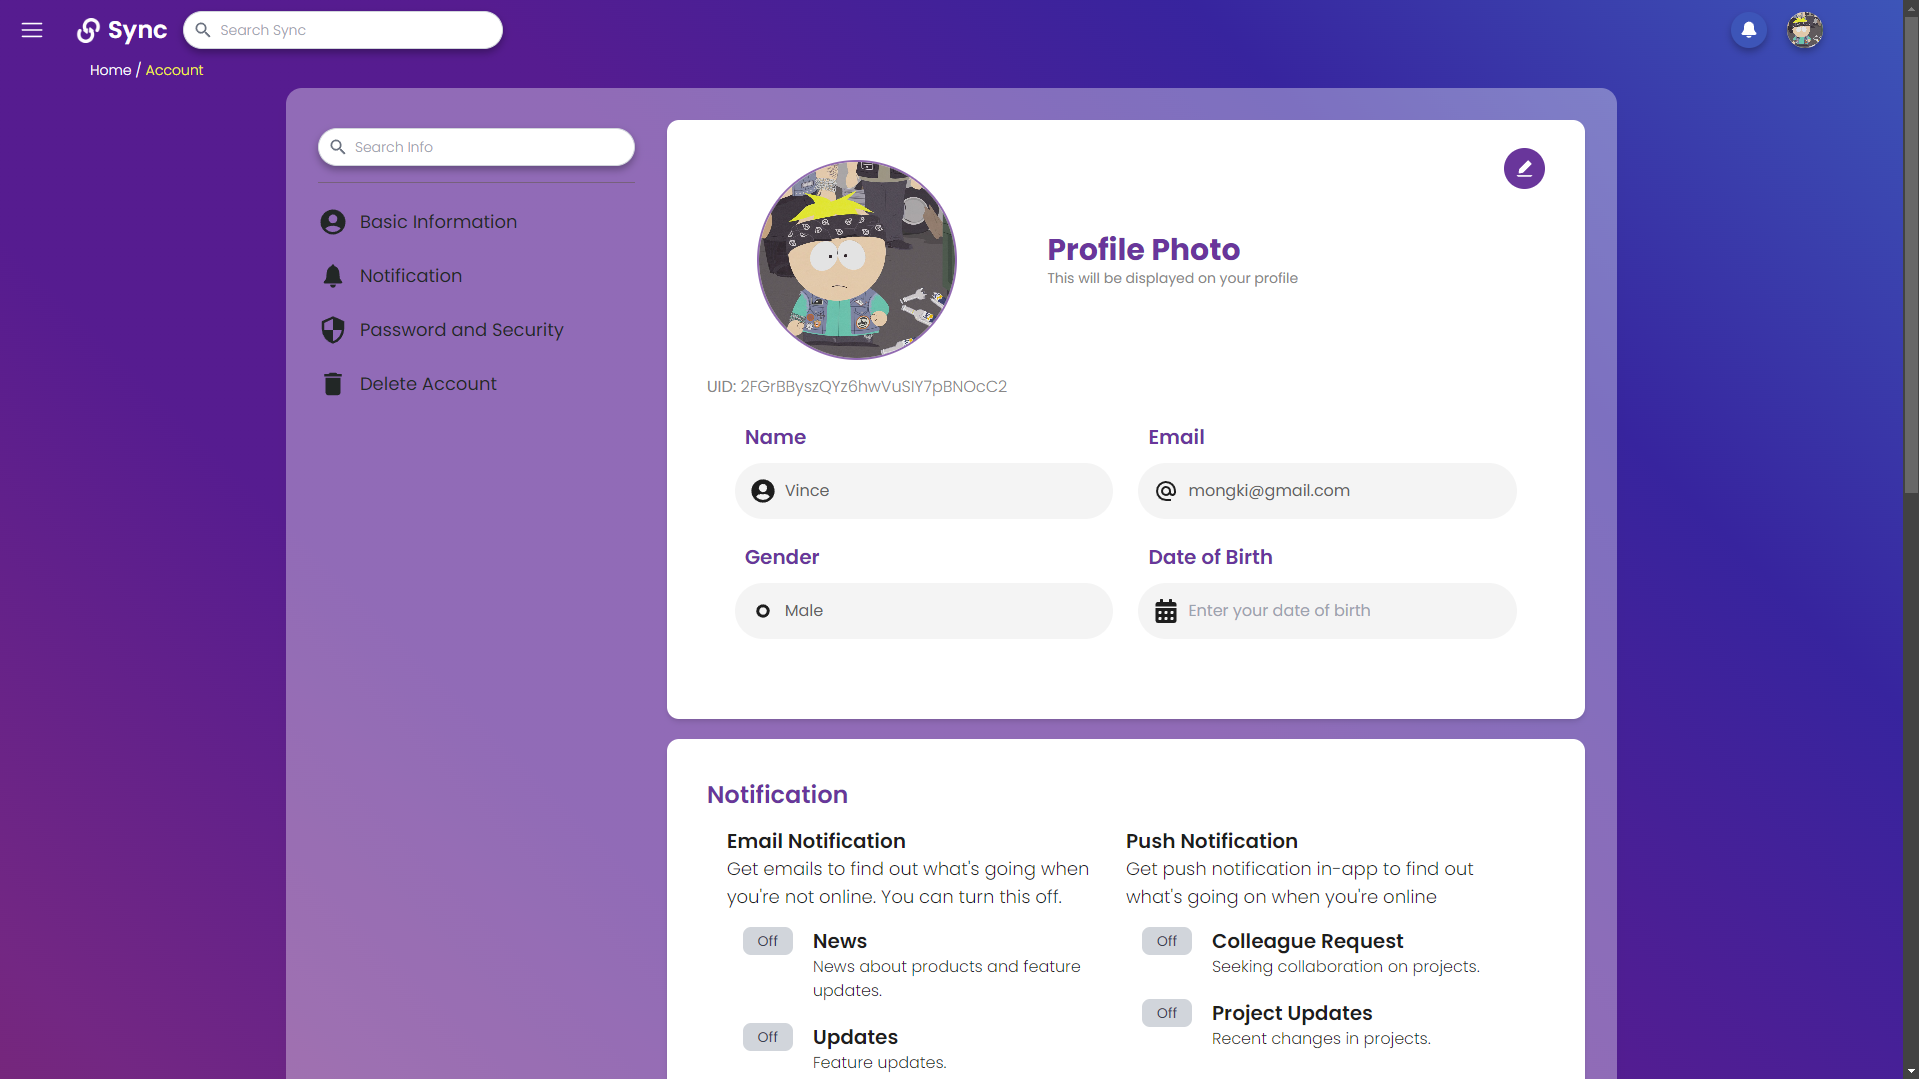 Sync
Search Sync
Home / Account
Search Info
Basic Information
Notification
Password and Security
Delete Account
Profile Photo
This will be displayed on your profile
UID: 2FGrBByszQYz6hwVuSIY7pBNOcC2
Name
Email
Vince
mongki@gmail.com
Gender
Date of Birth
Male
Enter your date of birth
Notification
Email Notification
Get emails to find out what's going when
you're not online. You can turn this off.
Off
News
News about products and feature
updates.
Off
Updates
Feature updates.
Push Notification
Get push notification in-app to find out
what's going on when you're online
Off
Colleague Request
Seeking collaboration on projects.
Off
Project Updates
Recent changes in projects.